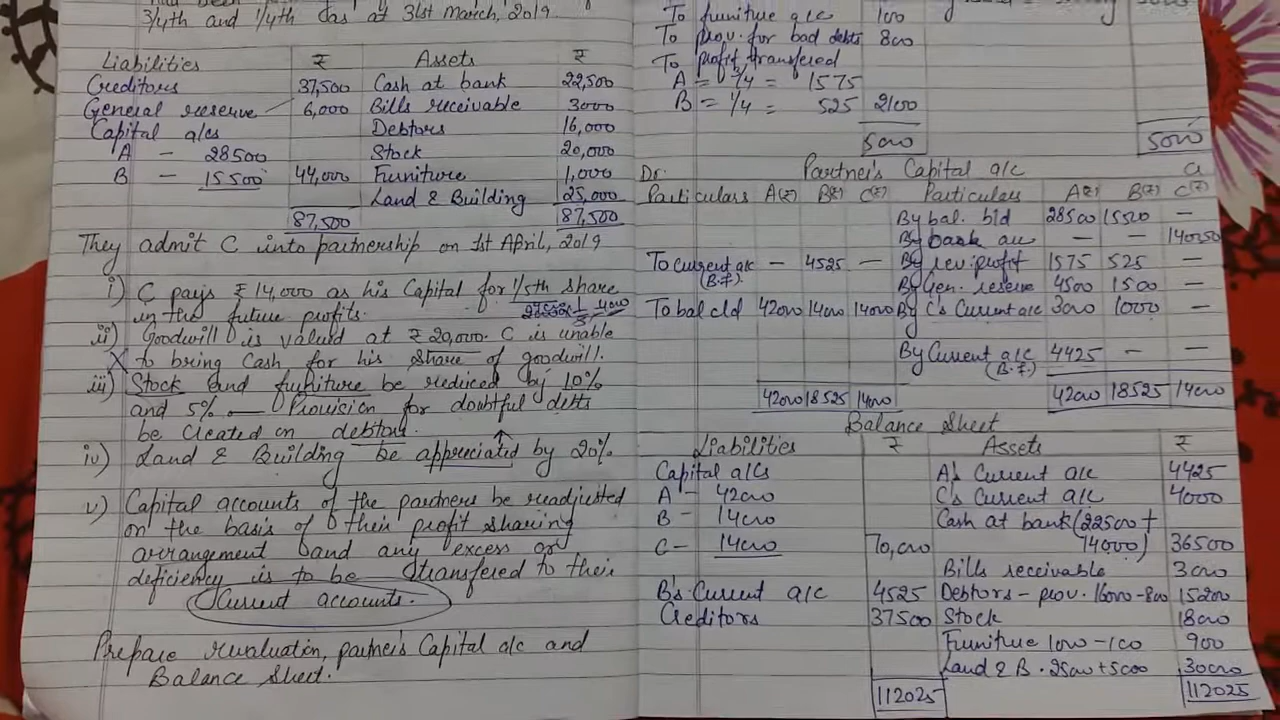 3/4th and 1/4th as at 31st March, 2019.
Liabilities ₹ Assets ₹
Creditors 37,500 Cash at bank 22,500
General reserve 6,000 Bills receivable 3000
Capital a/cs Debtors 16,000
A - 28500 Stock 20,000
B - 15500 44,000 Furniture 1,000
Land & Building 25,000
87,500 87,500
They admit C into partnership on 1st April, 2019
i) C pays ₹14,000 as his Capital for 1/5th share
in the future profits.
ii) Goodwill is valued at ₹20,000. C is unable
to bring Cash for his share of goodwill.
iii) Stock and furniture be reduced by 10%
and 5% Provision for doubtful debts
be created on debtors.
iv) Land & Building be appreciated by 20%.
v) Capital accounts of the partners be readjusted
on the basis of their profit sharing
arrangement and any excess or
deficiency is to be transfered to their
Current accounts.
Prepare revaluation, partner's Capital a/c and
Balance Sheet.
To furniture a/c 100
To prov. for bad debts 800
To profit transfered
A = 3/4 = 1575
B = 1/4 = 525 2100
5000 5000
Dr. Partner's Capital a/c Cr
Particulars A(₹) B(₹) C(₹) Particulars A(₹) B(₹) C(₹)
By bal. b/d 28500 15500 -
By bank a/c - - 14000
To current a/c - 4525 - By rev. profit 1575 525 -
(B.F.) By Gen. reserve 4500 1500 -
To bal c/d 42000 14000 14000 By C's Current a/c 3000 1000 -
By Current a/c 4425 - -
(B.F.)
42000 18525 14000 42000 18525 14000
Balance Sheet
Liabilities ₹ Assets ₹
Capital a/cs A's Current a/c 4425
A - 42000 C's Current a/c 4000
B - 14000 Cash at bank (22500 +
C - 14000 70,000 14000) 36500
Bills receivable 3000
B's Current a/c 4525 Debtors - prov. 16000-800 15200
Creditors 37500 Stock 18000
Furniture 1000-100 900
Land & B. 25000+5000 30000
112025 112025